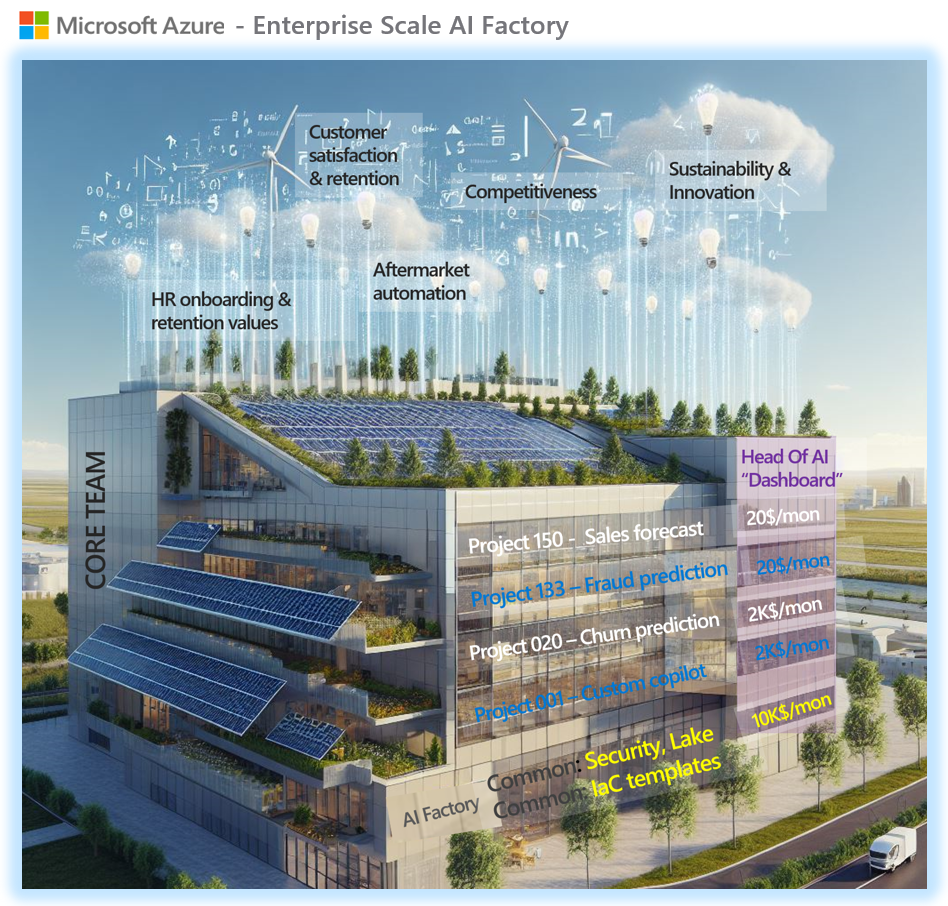 Microsoft Azure - Enterprise Scale AI Factory
Customer
satisfaction
& retention
Competitiveness
Sustainability &
Innovation
Aftermarket
automation
HR onboarding &
retention values
CORE TEAM
Head Of AI
“Dashboard”
Project 150 - Sales forecast
20$/mon
Project 133 – Fraud prediction
20$/mon
Project 020 – Churn prediction
2K$/mon
Project 001 – Custom copilot
2K$/mon
10K$/mon
Common: Security, Lake
Common: IaC templates
AI Factory